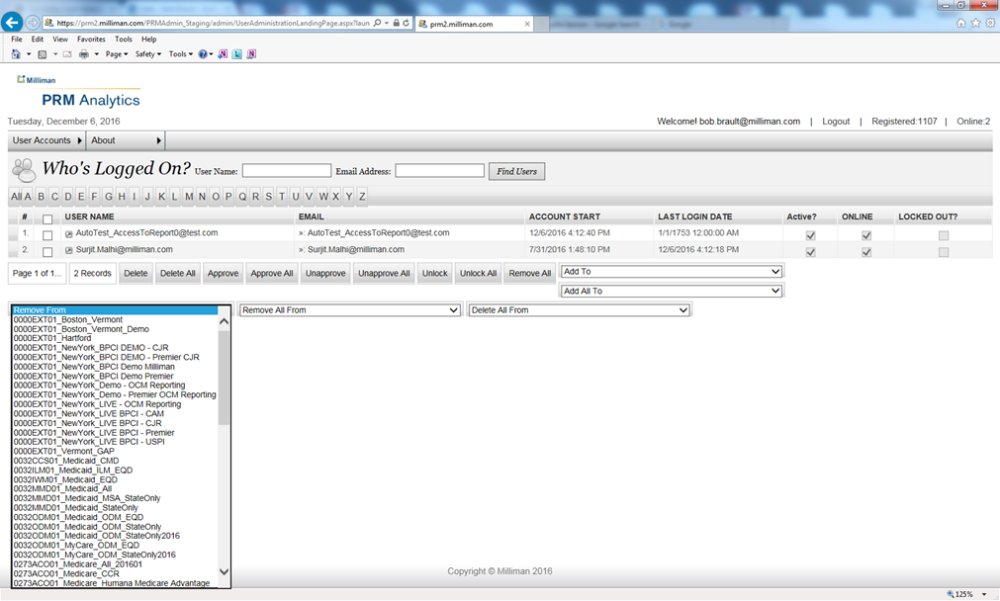 https://prm2.milliman.com/PRMAdmin_Staging/admin/UserAdministrationLandingPage.aspx?laun
prm2.milliman.com
File Edit View Favorites Tools Help
Page Safety Tools
Milliman
PRM Analytics
Tuesday, December 6, 2016
Welcome! bob.brault@milliman.com | Logout | Registered:1107 | Online:2
User Accounts About
Who's Logged On? User Name: Email Address: Find Users
All A B C D E F G H I J K L M N O P Q R S T U V W X Y Z
# USER NAME EMAIL ACCOUNT START LAST LOGIN DATE Active? ONLINE LOCKED OUT?
1. AutoTest_AccessToReport0@test.com »: AutoTest_AccessToReport0@test.com 12/6/2016 4:12:40 PM 1/1/1753 12:00:00 AM
2. Surjit.Malhi@milliman.com »: Surjit.Malhi@milliman.com 7/31/2016 1:48:10 PM 12/6/2016 4:12:18 PM
Page 1 of 1... 2 Records Delete Delete All Approve Approve All Unapprove Unapprove All Unlock Unlock All Remove All Add To
Add All To
Remove From Remove All From Delete All From
0000EXT01_Boston_Vermont
0000EXT01_Boston_Vermont_Demo
0000EXT01_Hartford
0000EXT01_NewYork_BPCI DEMO - CJR
0000EXT01_NewYork_BPCI DEMO - Premier CJR
0000EXT01_NewYork_BPCI Demo Milliman
0000EXT01_NewYork_BPCI Demo Premier
0000EXT01_NewYork_Demo - OCM Reporting
0000EXT01_NewYork_Demo - Premier OCM Reporting
0000EXT01_NewYork_LIVE - OCM Reporting
0000EXT01_NewYork_LIVE BPCI - CAM
0000EXT01_NewYork_LIVE BPCI - CJR
0000EXT01_NewYork_LIVE BPCI - Premier
0000EXT01_NewYork_LIVE BPCI - USPI
0000EXT01_Vermont_GAP
0032CCS01_Medicaid_CMD
0032ILM01_Medicaid_ILM_EQD
0032IWM01_Medicaid_EQD
0032MMD01_Medicaid_All
0032MMD01_Medicaid_MSA_StateOnly
0032MMD01_Medicaid_StateOnly
0032ODM01_Medicaid_ODM_EQD
0032ODM01_Medicaid_ODM_StateOnly
0032ODM01_Medicaid_ODM_StateOnly2016
0032ODM01_MyCare_ODM_EQD
0032ODM01_MyCare_ODM_StateOnly2016
0273ACO01_Medicare_All_201601
0273ACO01_Medicare_CCR
0273ACO01_Medicare_Humana Medicare Advantage
Copyright © Milliman 2016
125%